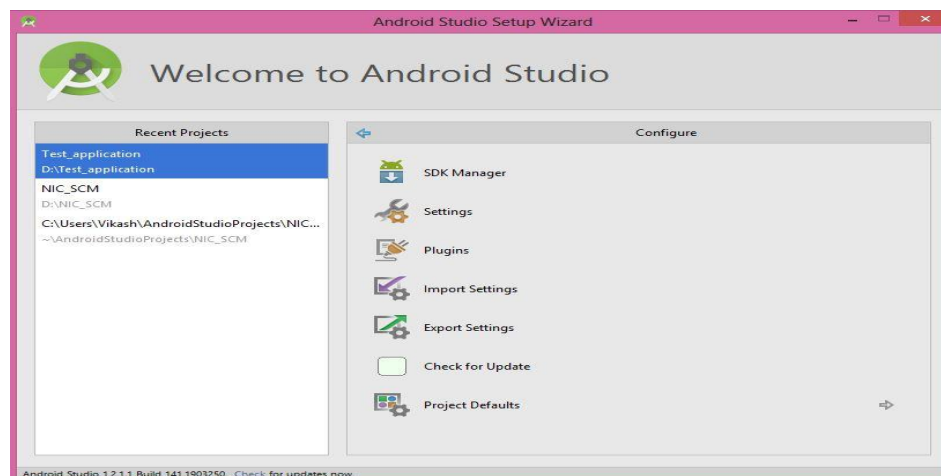 Android Studio Setup Wizard
Welcome to Android Studio
Recent Projects
Test_application
D:\Test_application
NIC_SCM
D:\NIC_SCM
C:\Users\Vikash\AndroidStudioProjects\NIC...
~\AndroidStudioProjects\NIC_SCM
Configure
SDK Manager
Settings
Plugins
Import Settings
Export Settings
Check for Update
Project Defaults
Android Studio 1.2.1.1 Build 141.1903250. Check for updates now.